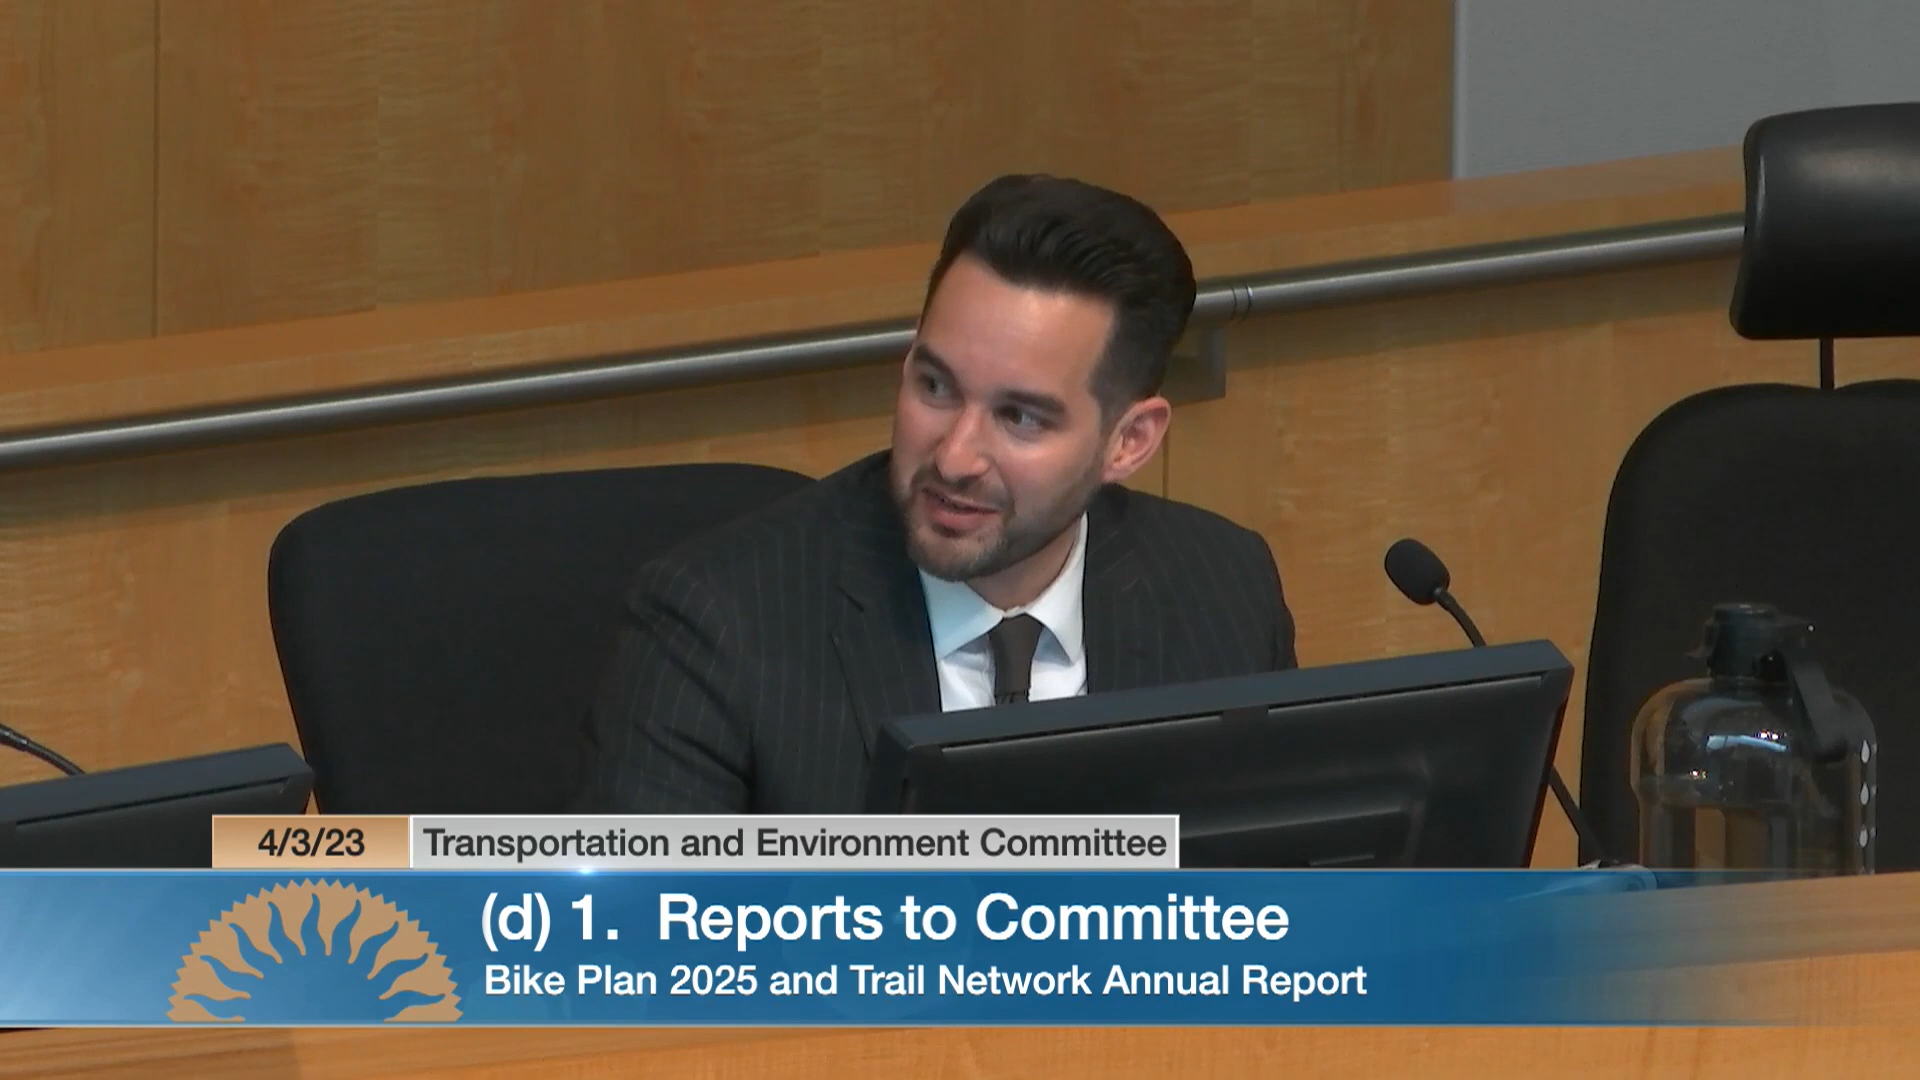 4/3/23
Transportation and Environment Committee
(d) 1. Reports to Committee
Bike Plan 2025 and Trail Network Annual Report